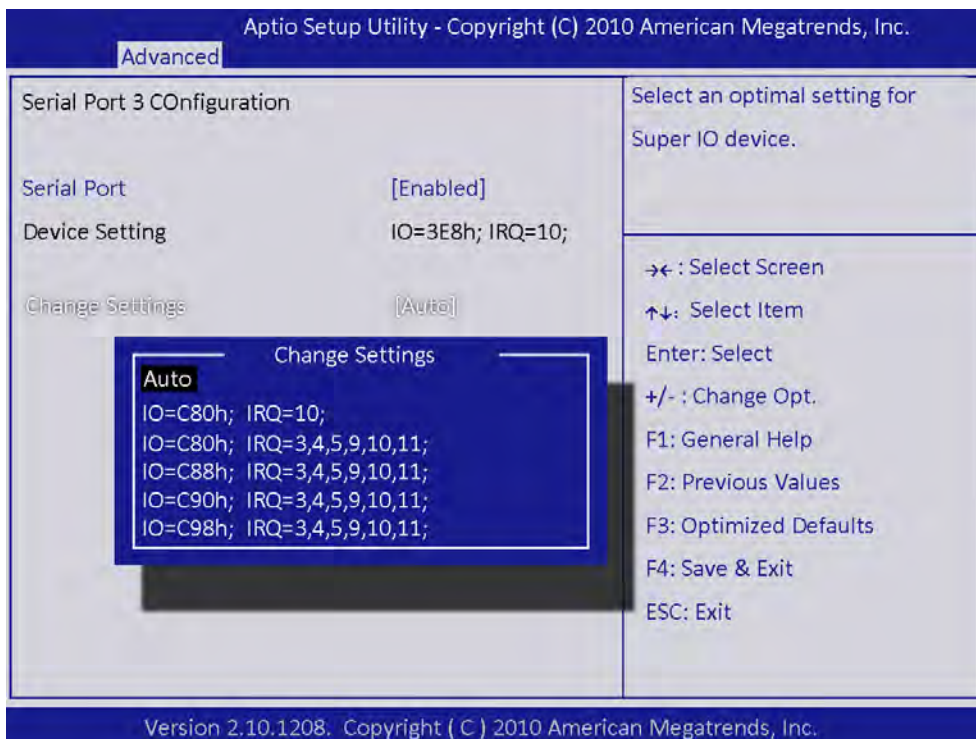 Aptio Setup Utility - Copyright (C) 2010 American Megatrends, Inc.
Advanced
Serial Port 3 COnfiguration
Serial Port [Enabled]
Device Setting IO=3E8h; IRQ=10;
Change Settings [Auto]
Change Settings
Auto
IO=C80h; IRQ=10;
IO=C80h; IRQ=3,4,5,9,10,11;
IO=C88h; IRQ=3,4,5,9,10,11;
IO=C90h; IRQ=3,4,5,9,10,11;
IO=C98h; IRQ=3,4,5,9,10,11;
Select an optimal setting for
Super IO device.
→←: Select Screen
↑↓: Select Item
Enter: Select
+/- : Change Opt.
F1: General Help
F2: Previous Values
F3: Optimized Defaults
F4: Save & Exit
ESC: Exit
Version 2.10.1208. Copyright ( C ) 2010 American Megatrends, Inc.